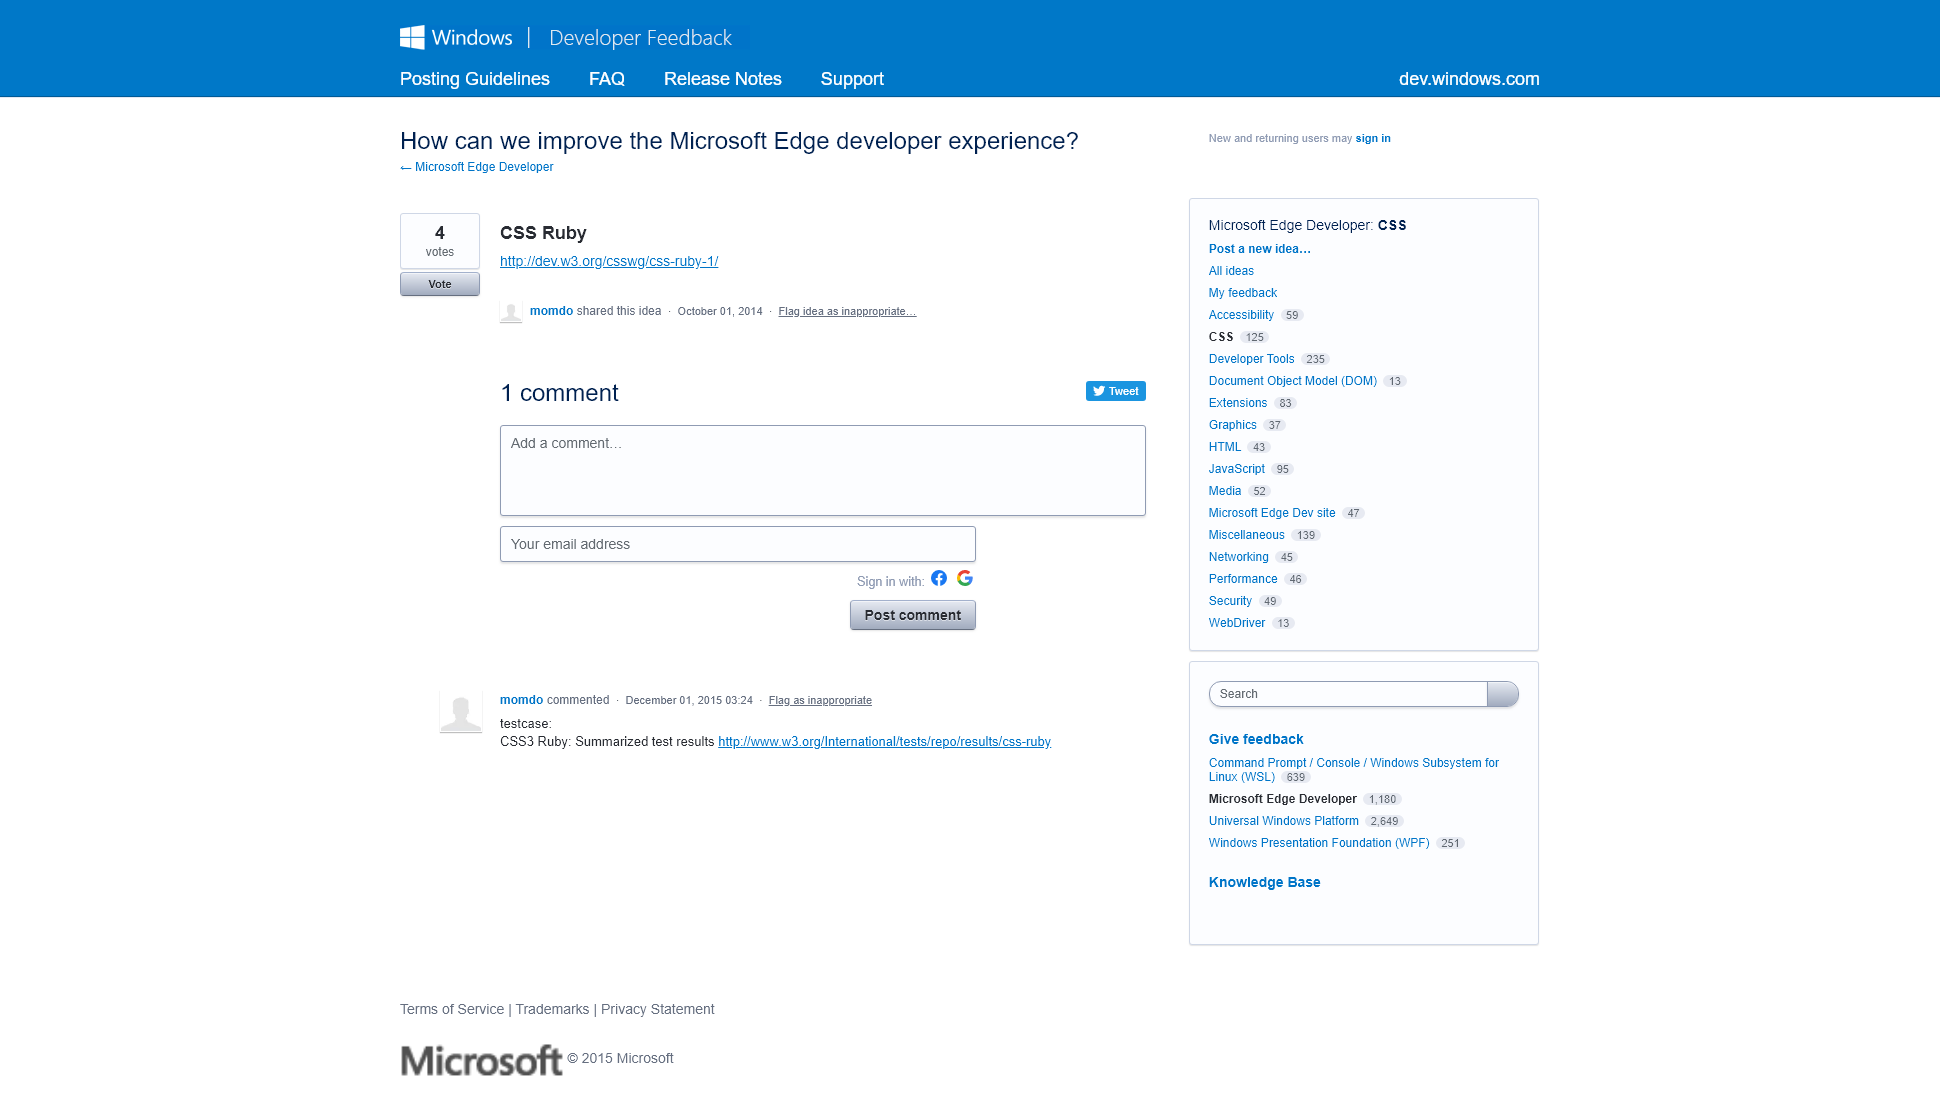 Windows | Developer Feedback
Posting Guidelines FAQ Release Notes Support dev.windows.com
How can we improve the Microsoft Edge developer experience?
← Microsoft Edge Developer
New and returning users may sign in
4
votes
Vote
CSS Ruby
http://dev.w3.org/csswg/css-ruby-1/
momdo shared this idea · October 01, 2014 · Flag idea as inappropriate…
1 comment
Tweet
Add a comment…
Your email address
Sign in with:
Post comment
momdo commented · December 01, 2015 03:24 · Flag as inappropriate
testcase:
CSS3 Ruby: Summarized test results http://www.w3.org/International/tests/repo/results/css-ruby
Microsoft Edge Developer: CSS
Post a new idea…
All ideas
My feedback
Accessibility 59
CSS 125
Developer Tools 235
Document Object Model (DOM) 13
Extensions 83
Graphics 37
HTML 43
JavaScript 95
Media 52
Microsoft Edge Dev site 47
Miscellaneous 139
Networking 45
Performance 46
Security 49
WebDriver 13
Search
Give feedback
Command Prompt / Console / Windows Subsystem for
Linux (WSL) 639
Microsoft Edge Developer 1,180
Universal Windows Platform 2,649
Windows Presentation Foundation (WPF) 251
Knowledge Base
Terms of Service | Trademarks | Privacy Statement
Microsoft © 2015 Microsoft